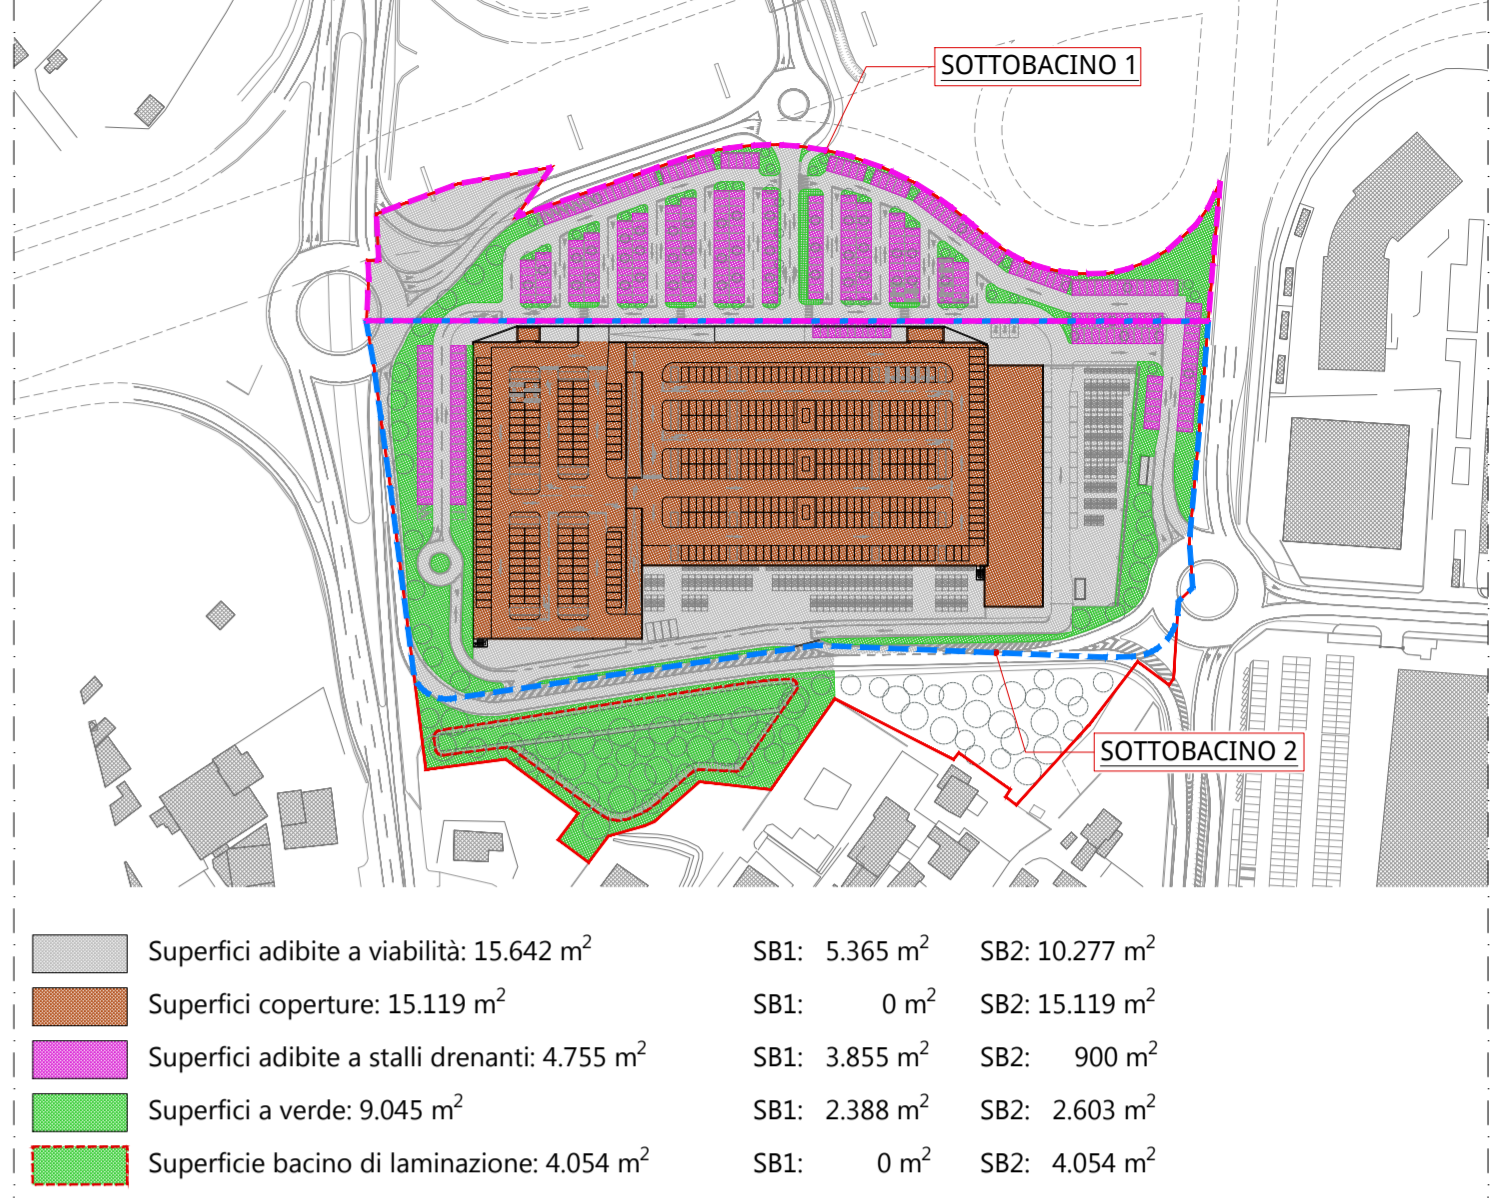 SOTTOBACINO 1
SOTTOBACINO 2
Superfici adibite a viabilità: 15.642 m² SB1: 5.365 m² SB2: 10.277 m²
Superfici coperture: 15.119 m² SB1: 0 m² SB2: 15.119 m²
Superfici adibite a stalli drenanti: 4.755 m² SB1: 3.855 m² SB2: 900 m²
Superfici a verde: 9.045 m² SB1: 2.388 m² SB2: 2.603 m²
Superficie bacino di laminazione: 4.054 m² SB1: 0 m² SB2: 4.054 m²